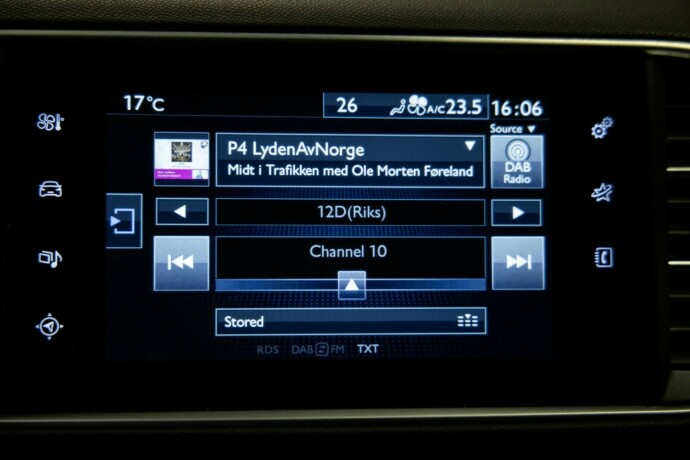 17°C
26
A/C 23.5
16:06
Source
P4 LydenAvNorge
Midt i Trafikken med Ole Morten Føreland
DAB
Radio
12D(Riks)
Channel 10
Stored
RDS DAB FM TXT